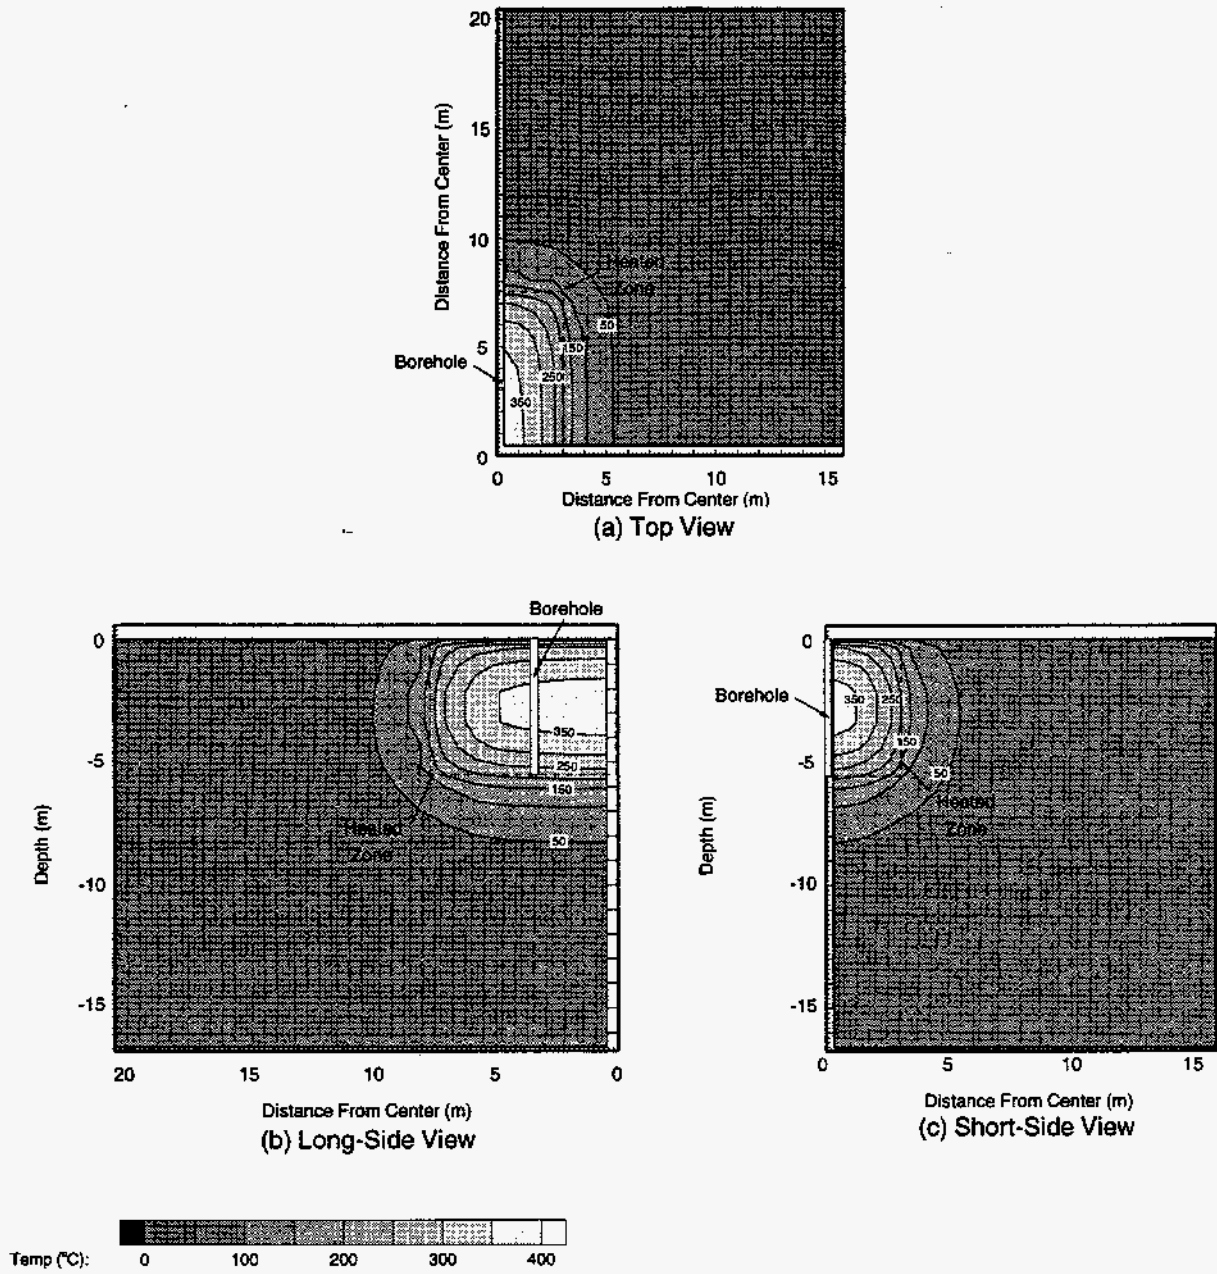 20
15
10
5
0
Distance From Center (m)
Heated
Zone
50
150
250
350
Borehole
0 5 10 15
Distance From Center (m)
(a) Top View
Borehole
0
-5
-10
-15
Depth (m)
350
250
150
50
Heated
Zone
20 15 10 5 0
Distance From Center (m)
(b) Long-Side View
Borehole
0
-5
-10
-15
Depth (m)
350
250
150
50
Heated
Zone
0 5 10 15
Distance From Center (m)
(c) Short-Side View
Temp (°C): 0 100 200 300 400